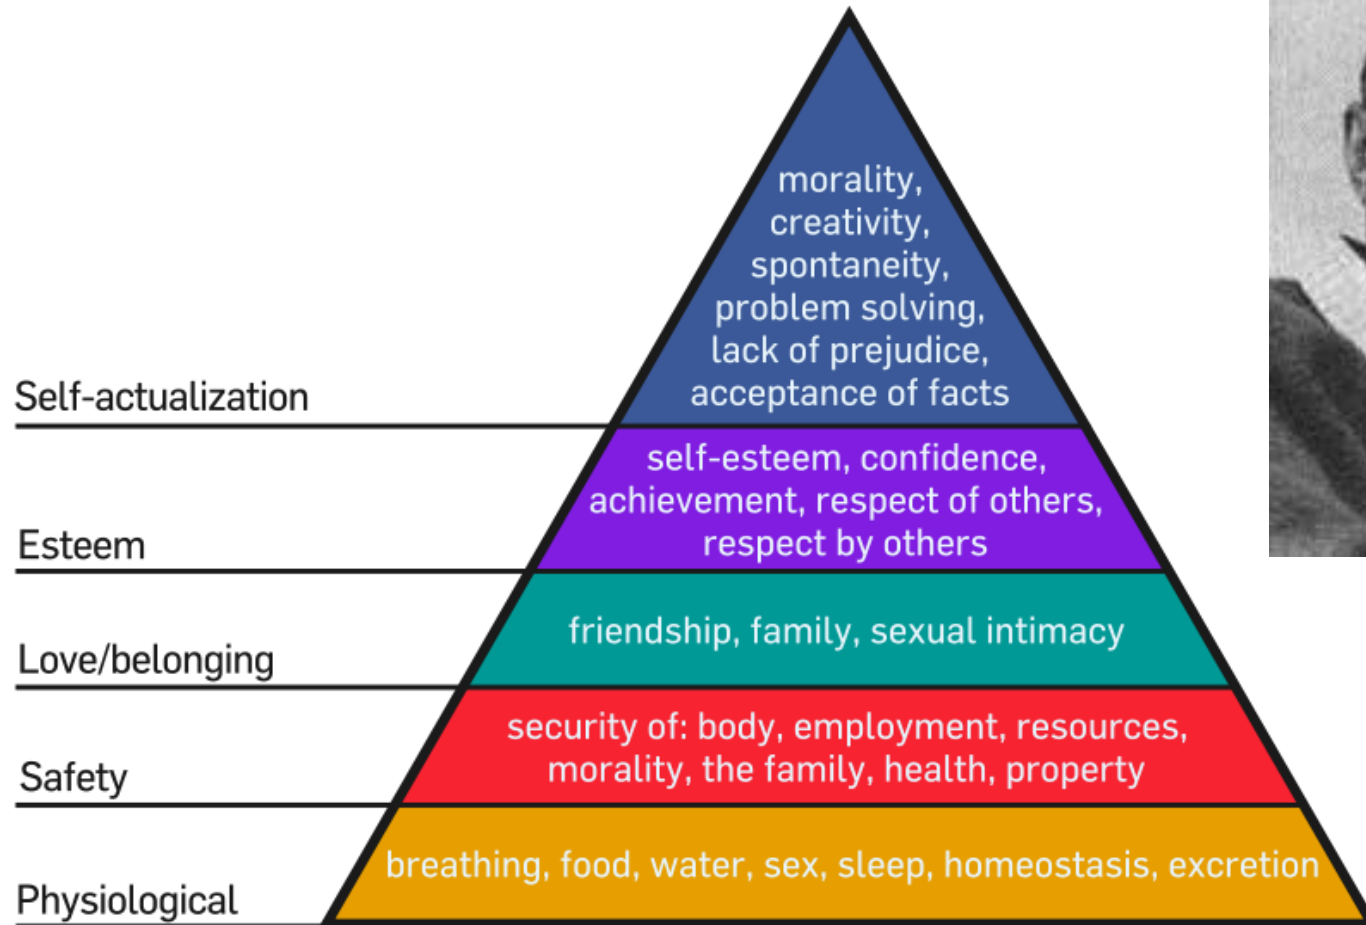 morality,
creativity,
spontaneity,
problem solving,
lack of prejudice,
acceptance of facts
Self-actualization
self-esteem, confidence,
achievement, respect of others,
respect by others
Esteem
friendship, family, sexual intimacy
Love/belonging
security of: body, employment, resources,
morality, the family, health, property
Safety
breathing, food, water, sex, sleep, homeostasis, excretion
Physiological